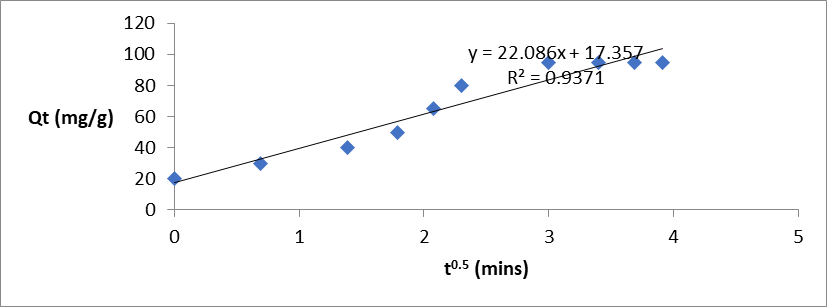 120
100
80
60
40
20
0
Qt (mg/g)
y = 22.086x + 17.357
R² = 0.9371
0 1 2 3 4 5
t⁰·⁵ (mins)